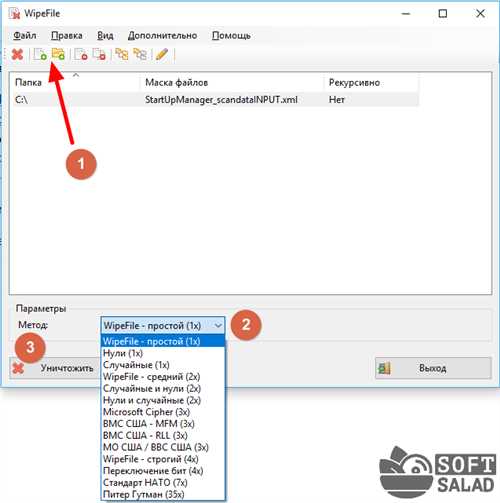 WipeFile
Файл Правка Вид Дополнительно Помощь
Папка Маска файлов Рекурсивно
C:\ StartUpManager_scandataINPUT.xml Нет
1
Параметры
Метод: WipeFile - простой (1x) 2
3
WipeFile - простой (1x)
Нули (1x)
Уничтожить Выход
Случайные (1x)
WipeFile - средний (2x)
Случайные и нули (2x)
Нули и случайные (2x)
Microsoft Cipher (3x)
ВМС США - MFM (3x)
ВМС США - RLL (3x)
МО США / ВВС США (3x)
WipeFile - строгий (4x)
Переключение бит (4x)
Стандарт НАТО (7x)
Питер Гутман (35x)
SOFT
SALAD